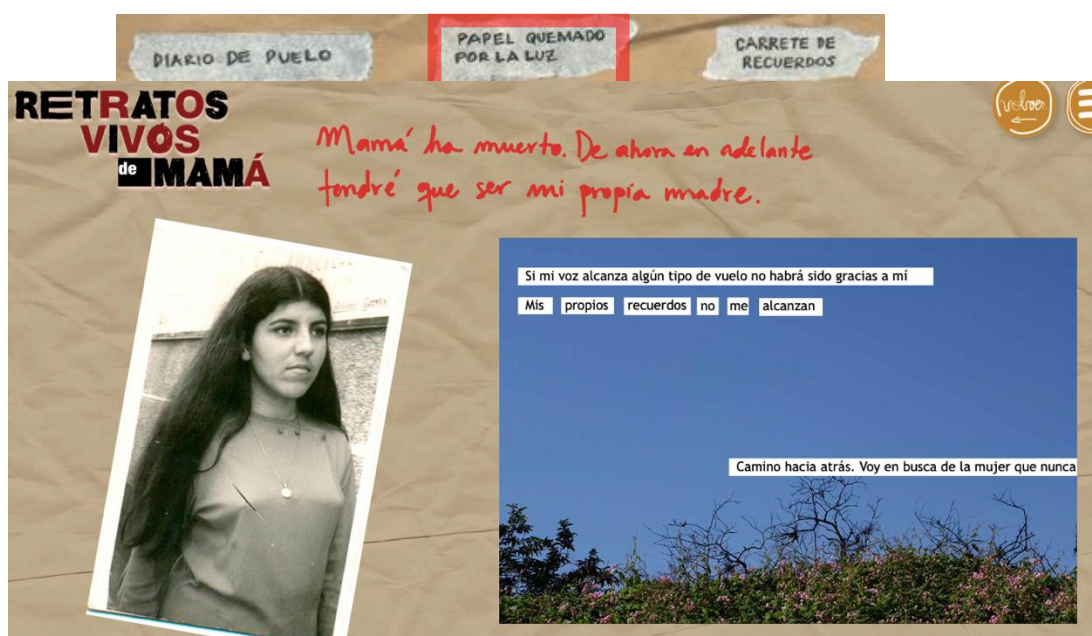 DIARIO DE DUELO
PAPEL QUEMADO
POR LA LUZ
CARRETE DE
RECUERDOS
RETRATOS
VIVOS
de MAMÁ
volver
Mamá ha muerto. De ahora en adelante
tendré que ser mi propia madre.
Si mi voz alcanza algún tipo de vuelo no habrá sido gracias a mí
Mis propios recuerdos no me alcanzan
Camino hacia atrás. Voy en busca de la mujer que nunca